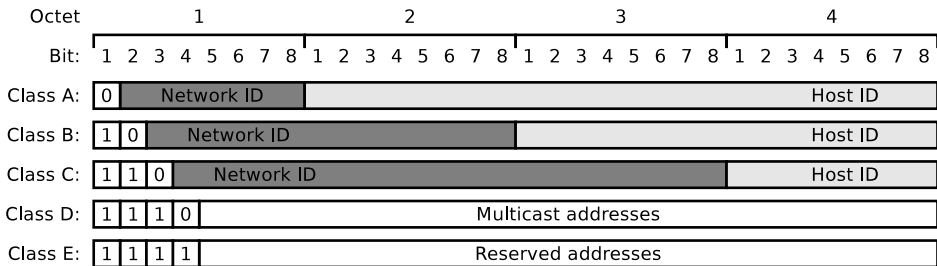 Octet 1 2 3 4
Bit: 1 2 3 4 5 6 7 8 1 2 3 4 5 6 7 8 1 2 3 4 5 6 7 8 1 2 3 4 5 6 7 8
Class A: 0 Network ID Host ID
Class B: 1 0 Network ID Host ID
Class C: 1 1 0 Network ID Host ID
Class D: 1 1 1 0 Multicast addresses
Class E: 1 1 1 1 Reserved addresses